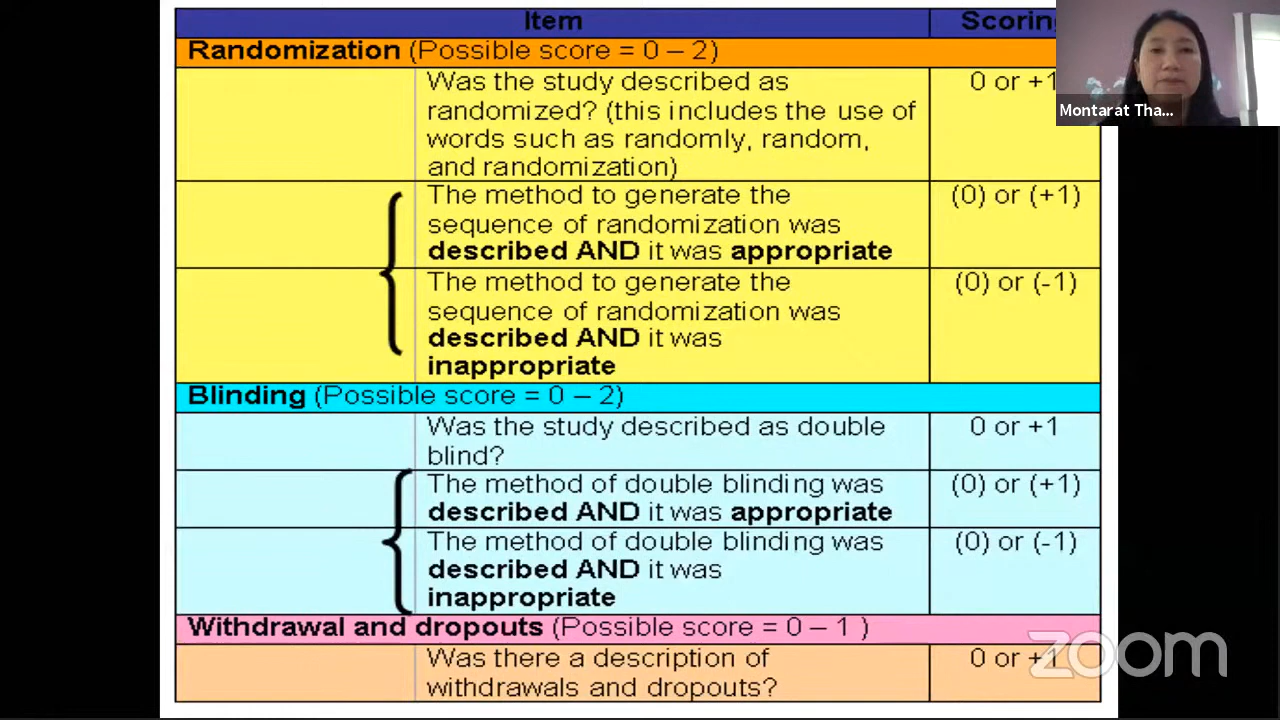 Item
Scoring
Randomization (Possible score = 0 – 2)
Was the study described as
randomized? (this includes the use of
words such as randomly, random,
and randomization)
0 or +1
The method to generate the
sequence of randomization was
described AND it was appropriate
(0) or (+1)
The method to generate the
sequence of randomization was
described AND it was
inappropriate
(0) or (-1)
Blinding (Possible score = 0 – 2)
Was the study described as double
blind?
0 or +1
The method of double blinding was
described AND it was appropriate
(0) or (+1)
The method of double blinding was
described AND it was
inappropriate
(0) or (-1)
Withdrawal and dropouts (Possible score = 0 – 1 )
Was there a description of
withdrawals and dropouts?
0 or +1
Montarat Tha...
zoom